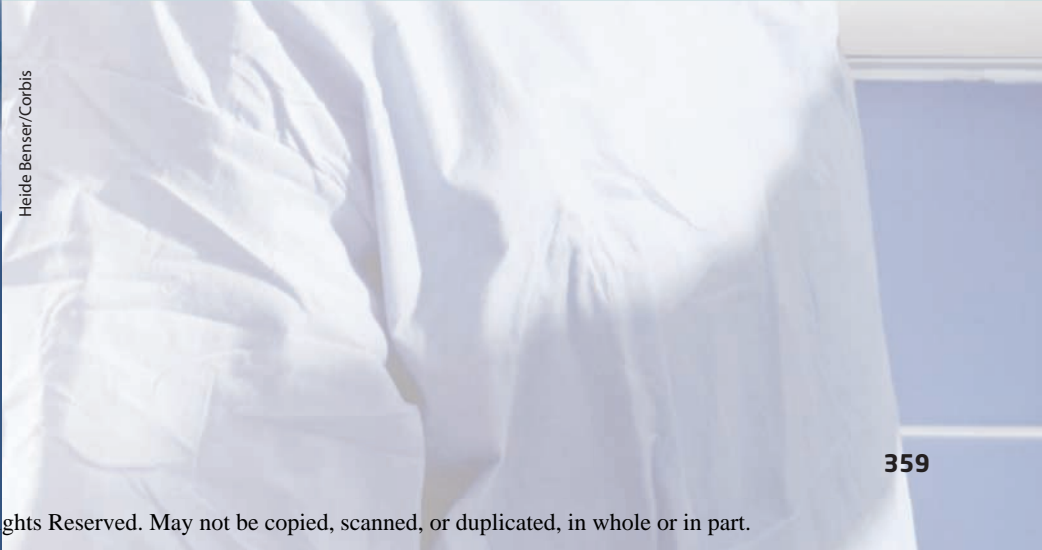 Heide Benser/Corbis
359
ghts Reserved. May not be copied, scanned, or duplicated, in whole or in part.